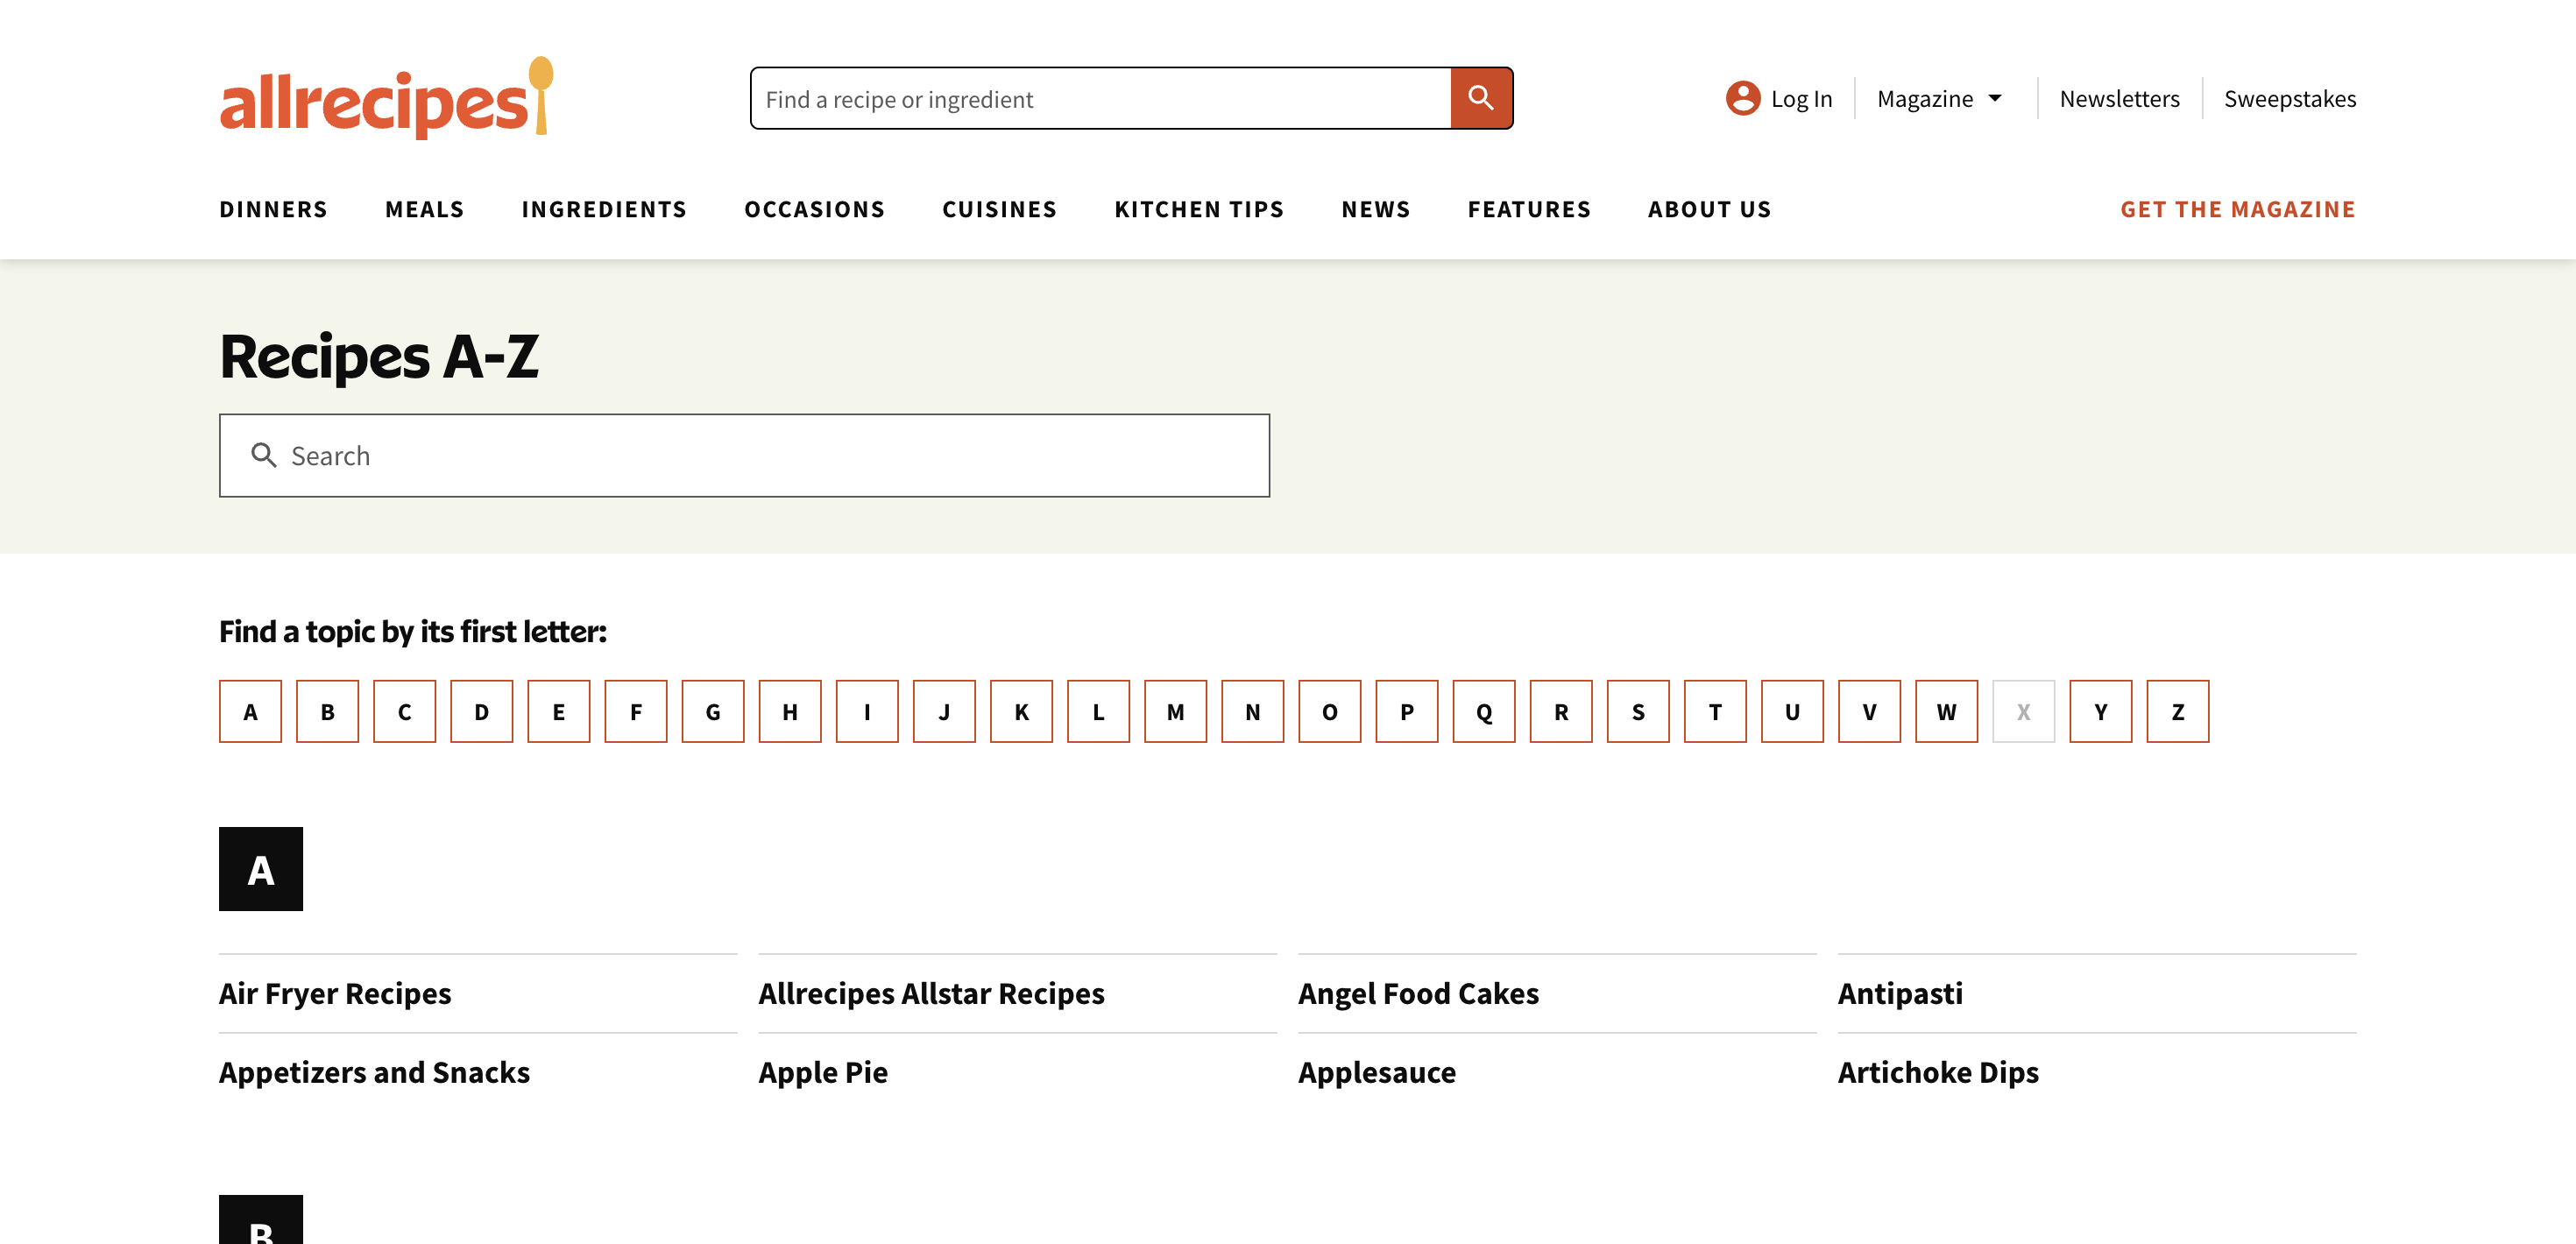 allrecipes
Find a recipe or ingredient
Log In
Magazine
Newsletters
Sweepstakes
DINNERS MEALS INGREDIENTS OCCASIONS CUISINES KITCHEN TIPS NEWS FEATURES ABOUT US GET THE MAGAZINE
Recipes A-Z
Search
Find a topic by its first letter:
A B C D E F G H I J K L M N O P Q R S T U V W X Y Z
A
Air Fryer Recipes Allrecipes Allstar Recipes Angel Food Cakes Antipasti
Appetizers and Snacks Apple Pie Applesauce Artichoke Dips
B